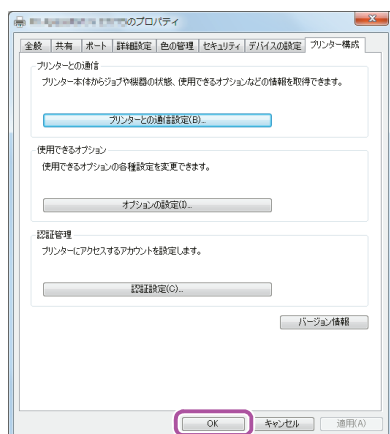 のプロパティ
全般 共有 ポート 詳細設定 色の管理 セキュリティ デバイスの設定 プリンター構成
プリンターとの通信
プリンター本体からジョブや機器の状態、使用できるオプションなどの情報を取得できます。
プリンターとの通信設定(B)...
使用できるオプション
使用できるオプションの各種設定を変更できます。
オプションの設定(I)...
認証管理
プリンターにアクセスするアカウントを設定します。
認証設定(C)...
バージョン情報
OK キャンセル 適用(A)